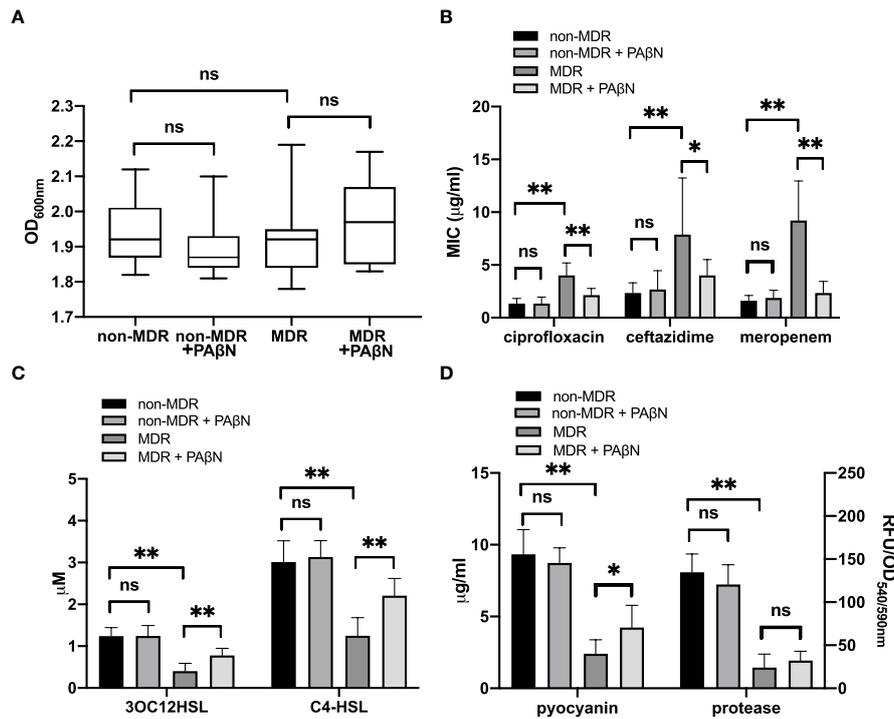 A
ns
ns
ns
OD600nm
2.3
2.2
2.1
2.0
1.9
1.8
1.7
non-MDR
non-MDR
+PAβN
MDR
MDR
+PAβN
B
non-MDR
non-MDR + PAβN
MDR
MDR + PAβN
MIC (μg/ml)
20
15
10
5
0
ns
**
**
ns
**
*
ns
**
**
ciprofloxacin
ceftazidime
meropenem
C
non-MDR
non-MDR + PAβN
MDR
MDR + PAβN
μM
5
4
3
2
1
0
**
ns
**
**
ns
**
3OC12HSL
C4-HSL
D
non-MDR
non-MDR + PAβN
MDR
MDR + PAβN
μg/ml
15
10
5
0
**
ns
*
**
ns
ns
250
200
150
100
50
0
RFU/OD540/590nm
pyocyanin
protease